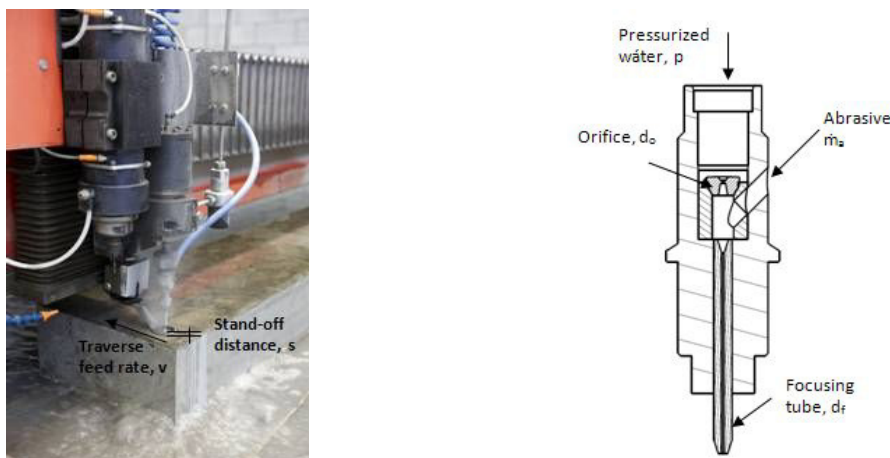 Stand-off
distance, s
Traverse
feed rate, v
Pressurized
wáter, p
Orifice, dₒ
Abrasive
ṁₐ
Focusing
tube, d_f